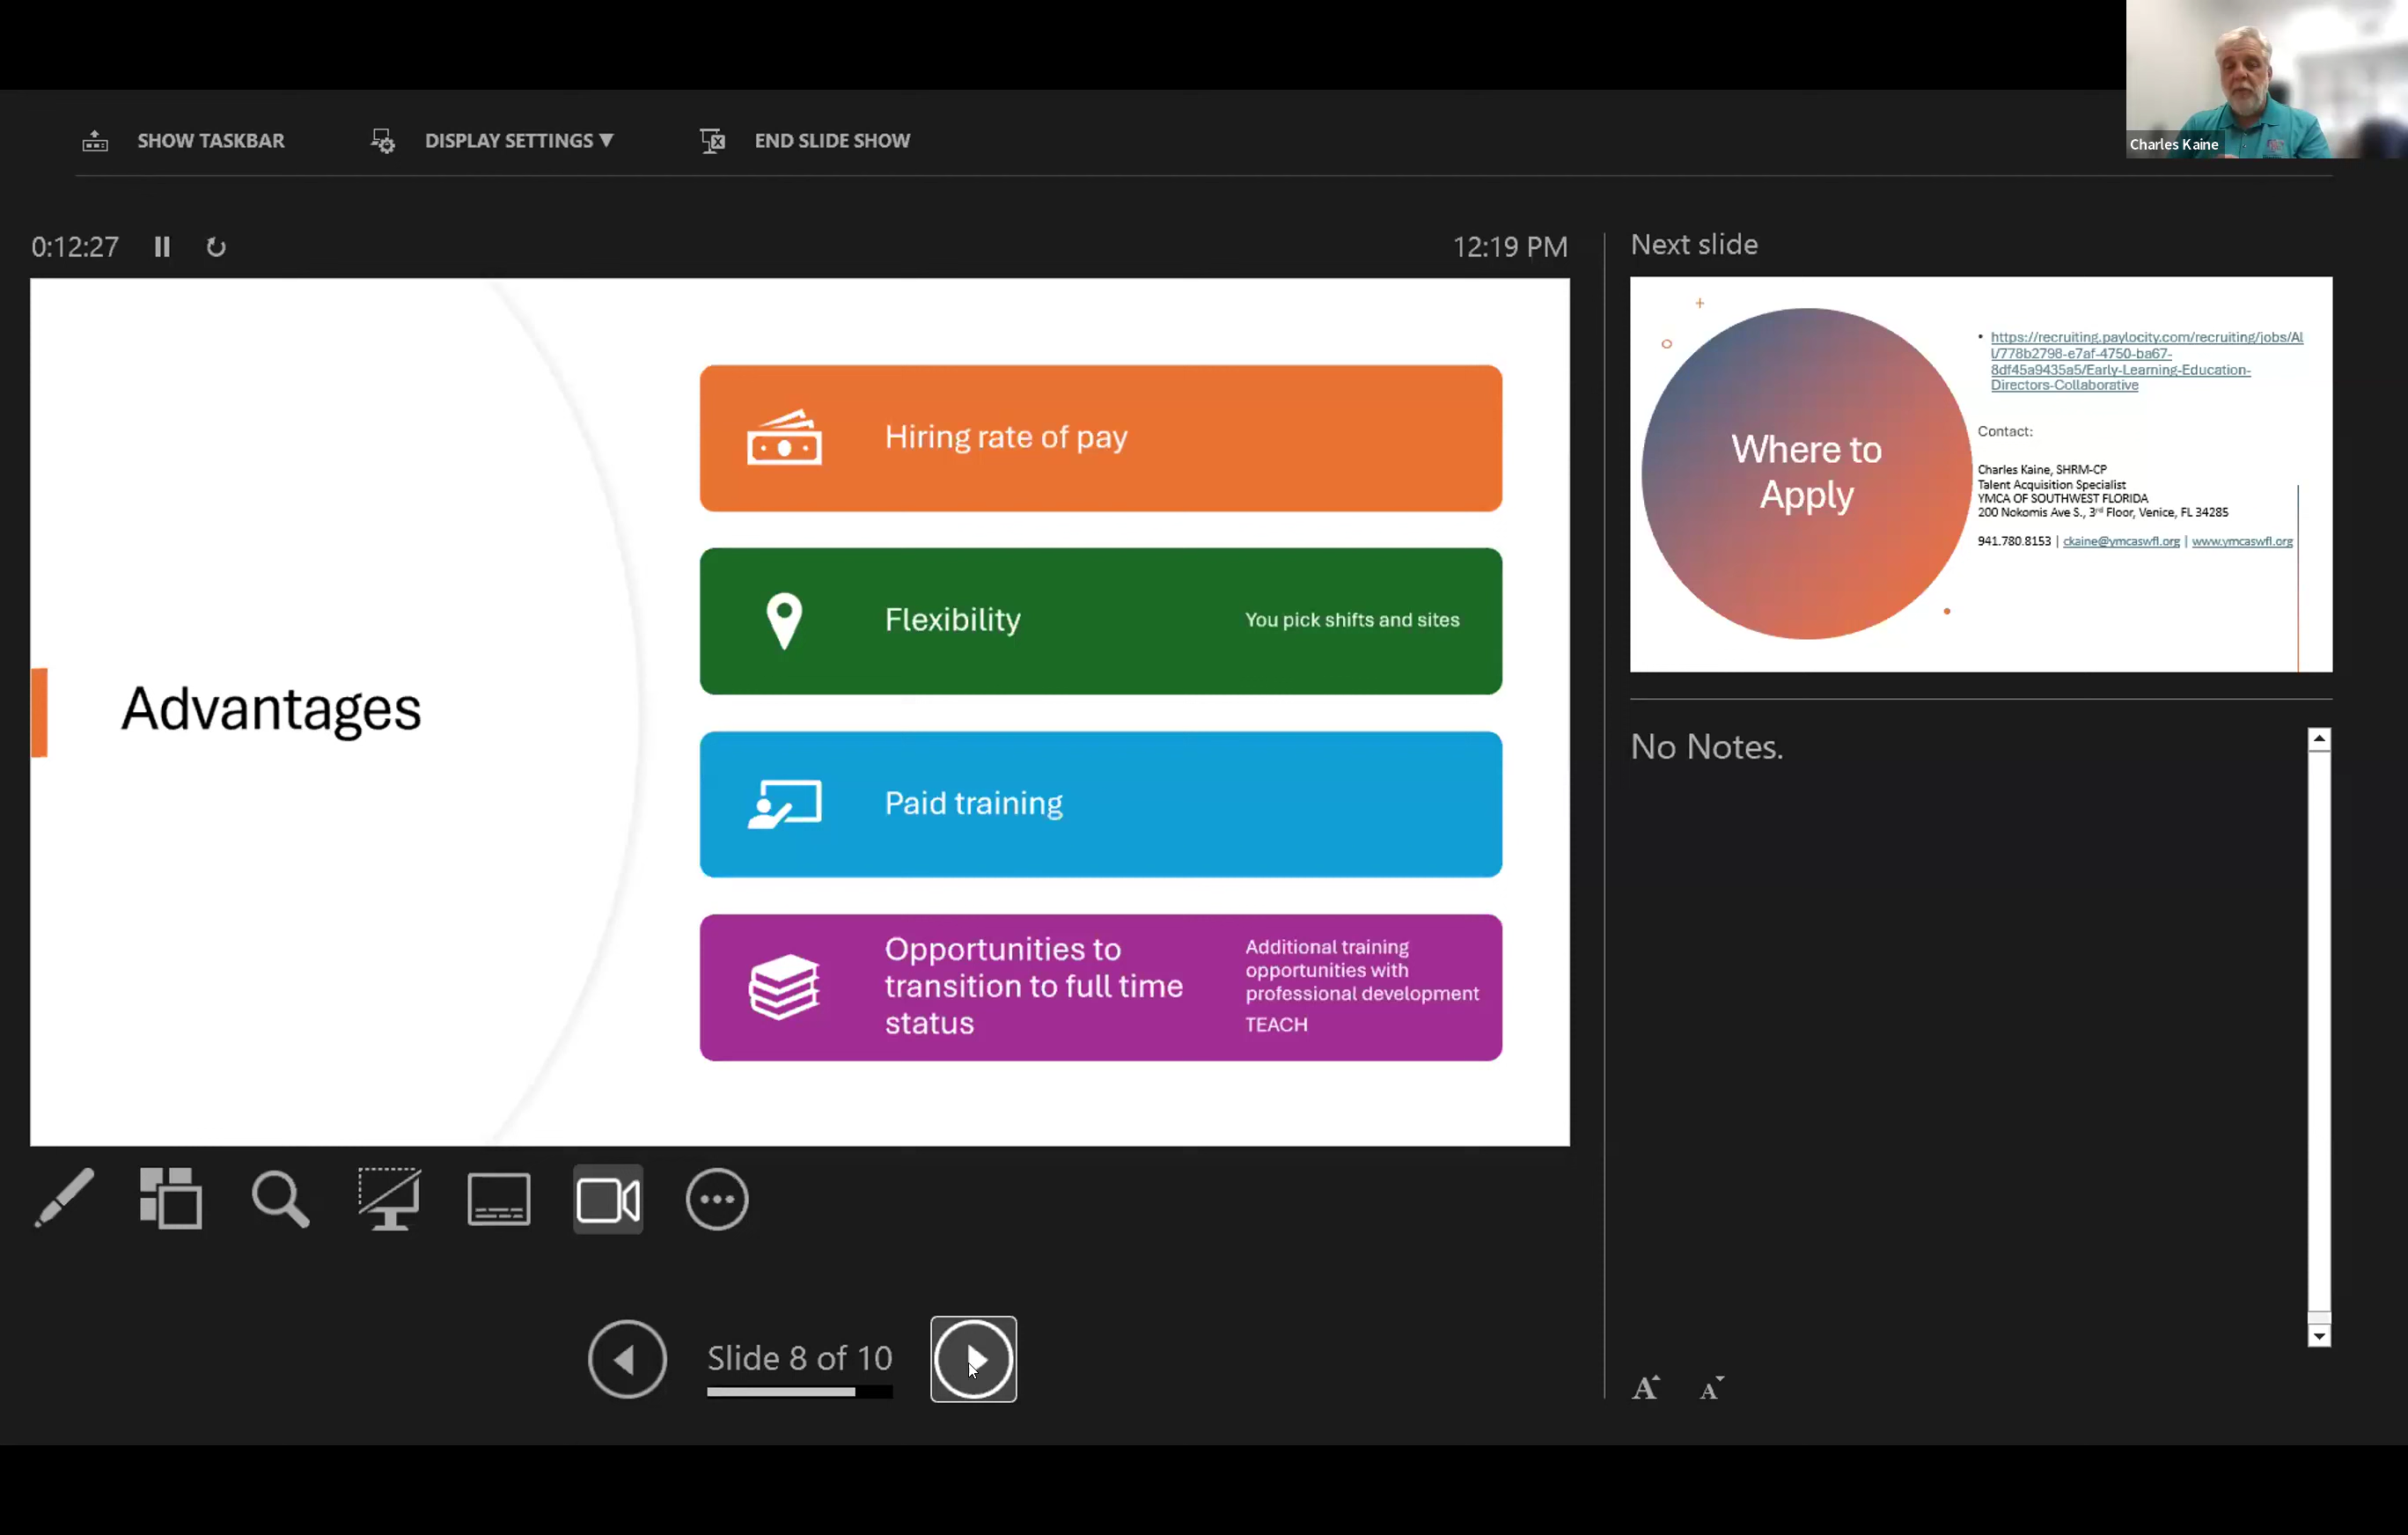 Charles Kaine
SHOW TASKBAR
DISPLAY SETTINGS ▼
END SLIDE SHOW
0:12:27
12:19 PM
Advantages
Hiring rate of pay
Flexibility
You pick shifts and sites
Paid training
Opportunities to
transition to full time
status
Additional training
opportunities with
professional development
TEACH
Slide 8 of 10
Next slide
Where to
Apply
• https://recruiting.paylocity.com/recruiting/jobs/Al
l/778b2798-e7af-4750-ba67-
8df45a9435a5/Early-Learning-Education-
Directors-Collaborative
Contact:
Charles Kaine, SHRM-CP
Talent Acquisition Specialist
YMCA OF SOUTHWEST FLORIDA
200 Nokomis Ave S., 3rd Floor, Venice, FL 34285
941.780.8153 | ckaine@ymcaswfl.org | www.ymcaswfl.org
No Notes.
A A